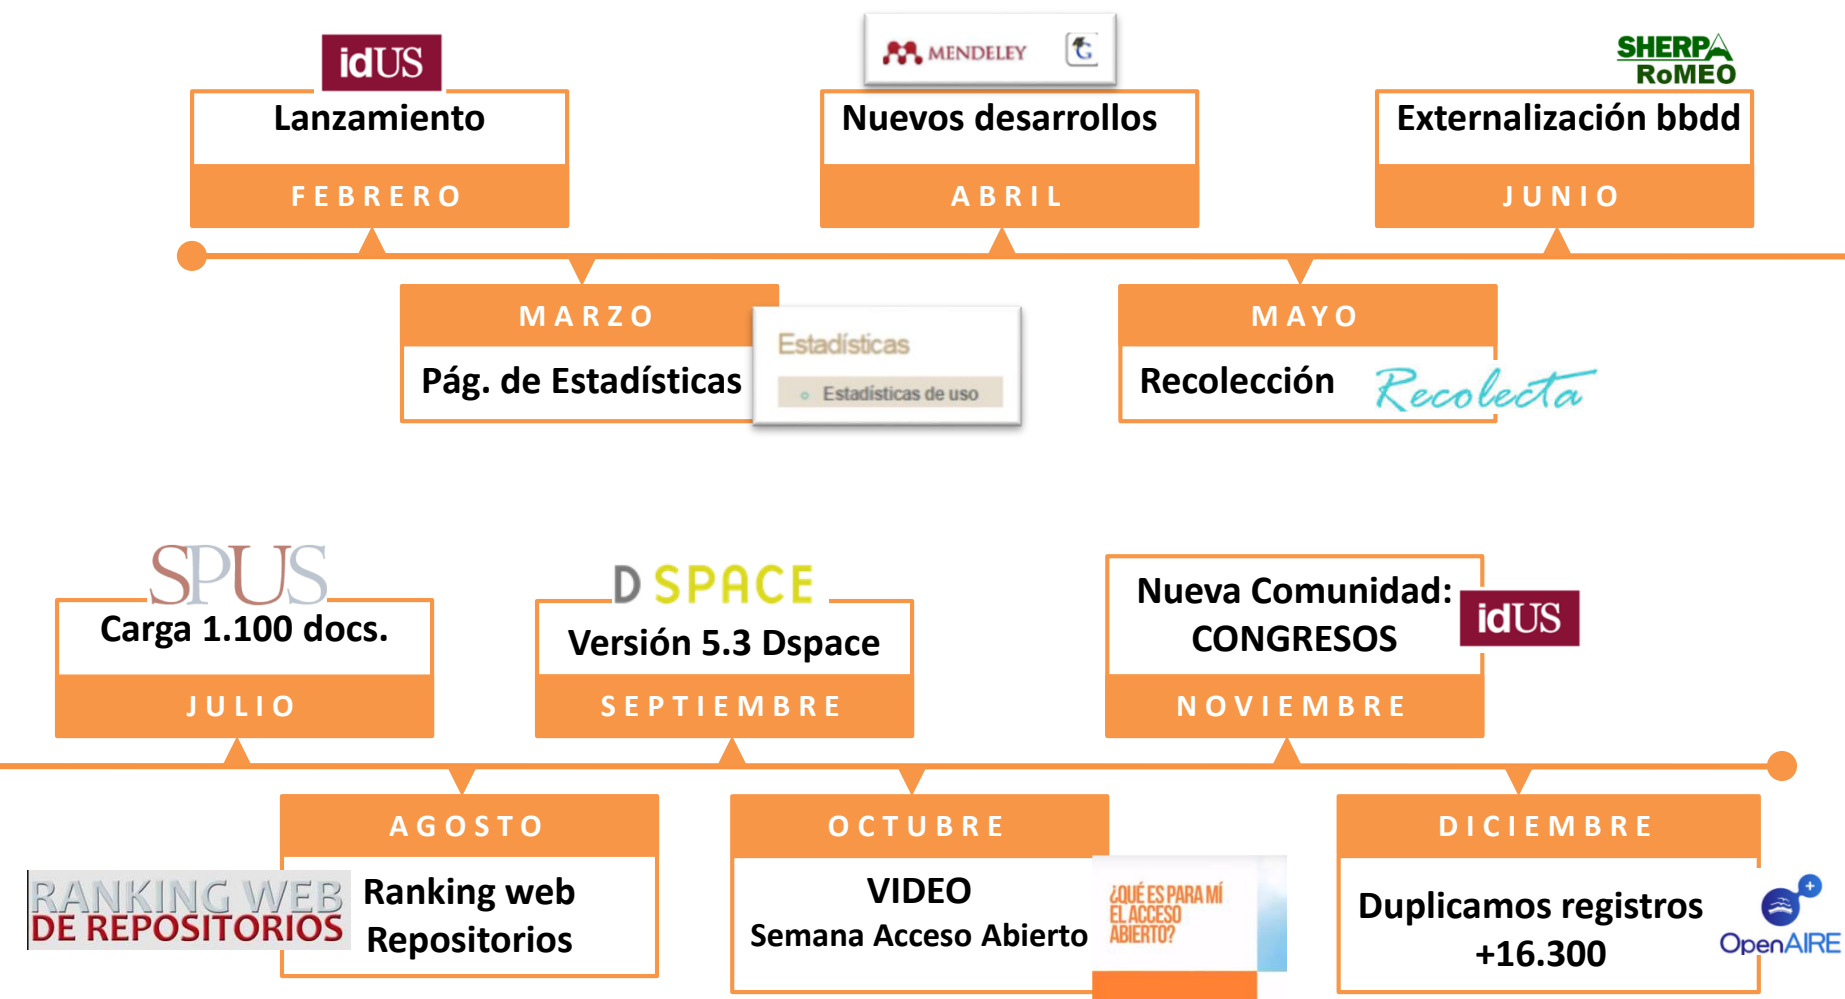 idUS
Lanzamiento
FEBRERO
MENDELEY
G
Nuevos desarrollos
ABRIL
SHERPA
RoMEO
Externalización bbdd
JUNIO
MARZO
Pág. de Estadísticas
Estadísticas
Estadísticas de uso
MAYO
Recolección
Recolecta
SPUS
Carga 1.100 docs.
JULIO
DSPACE
Versión 5.3 Dspace
SEPTIEMBRE
Nueva Comunidad:
CONGRESOS
idUS
NOVIEMBRE
AGOSTO
RANKING WEB
DE REPOSITORIOS
Ranking web
Repositorios
OCTUBRE
VIDEO
Semana Acceso Abierto
¿QUÉ ES PARA MÍ
EL ACCESO
ABIERTO?
DICIEMBRE
Duplicamos registros
+16.300
OpenAIRE